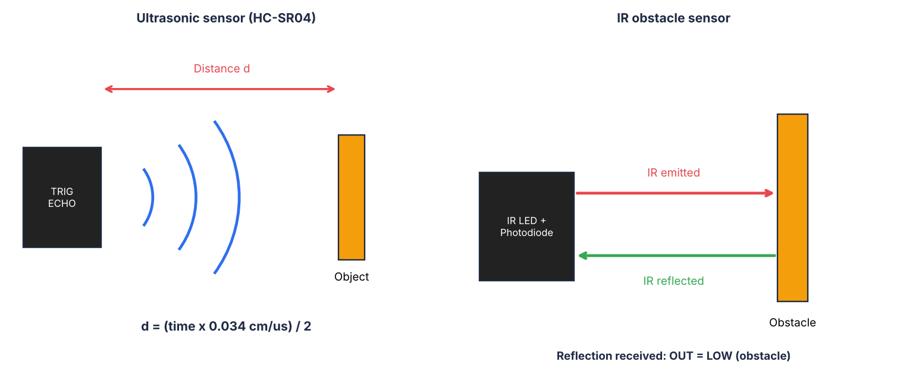 Ultrasonic sensor (HC-SR04)
Distance d
TRIG
ECHO
Object
d = (time x 0.034 cm/us) / 2
IR obstacle sensor
IR emitted
IR LED +
Photodiode
IR reflected
Obstacle
Reflection received: OUT = LOW (obstacle)